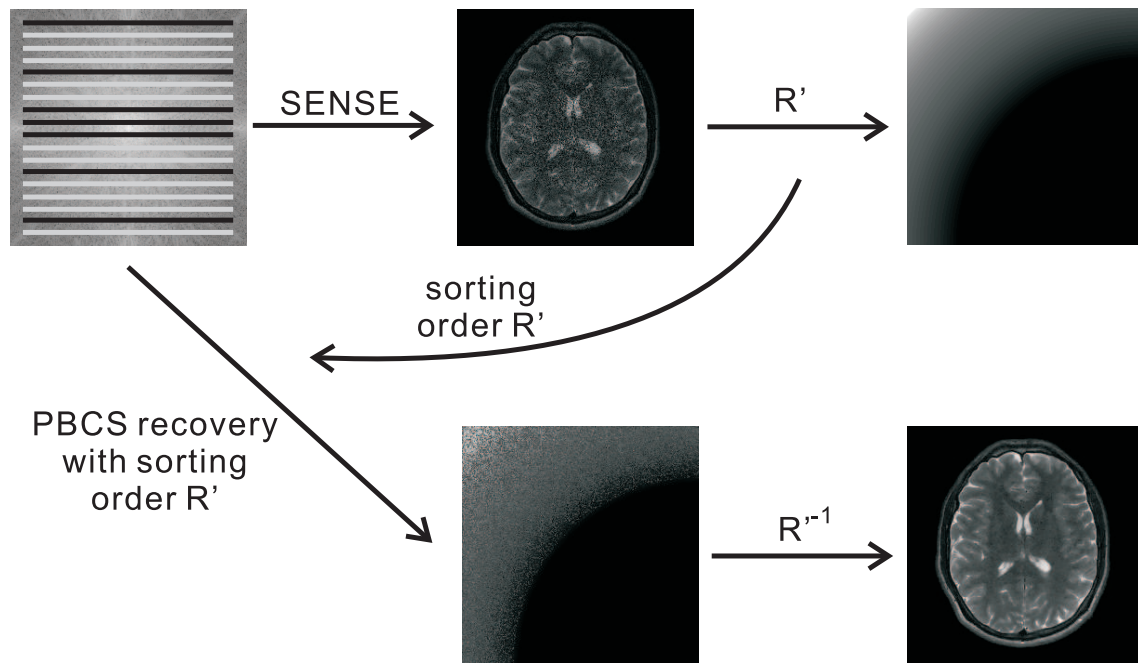 SENSE
R’
sorting
order R’
PBCS recovery
with sorting
order R’
R’-1